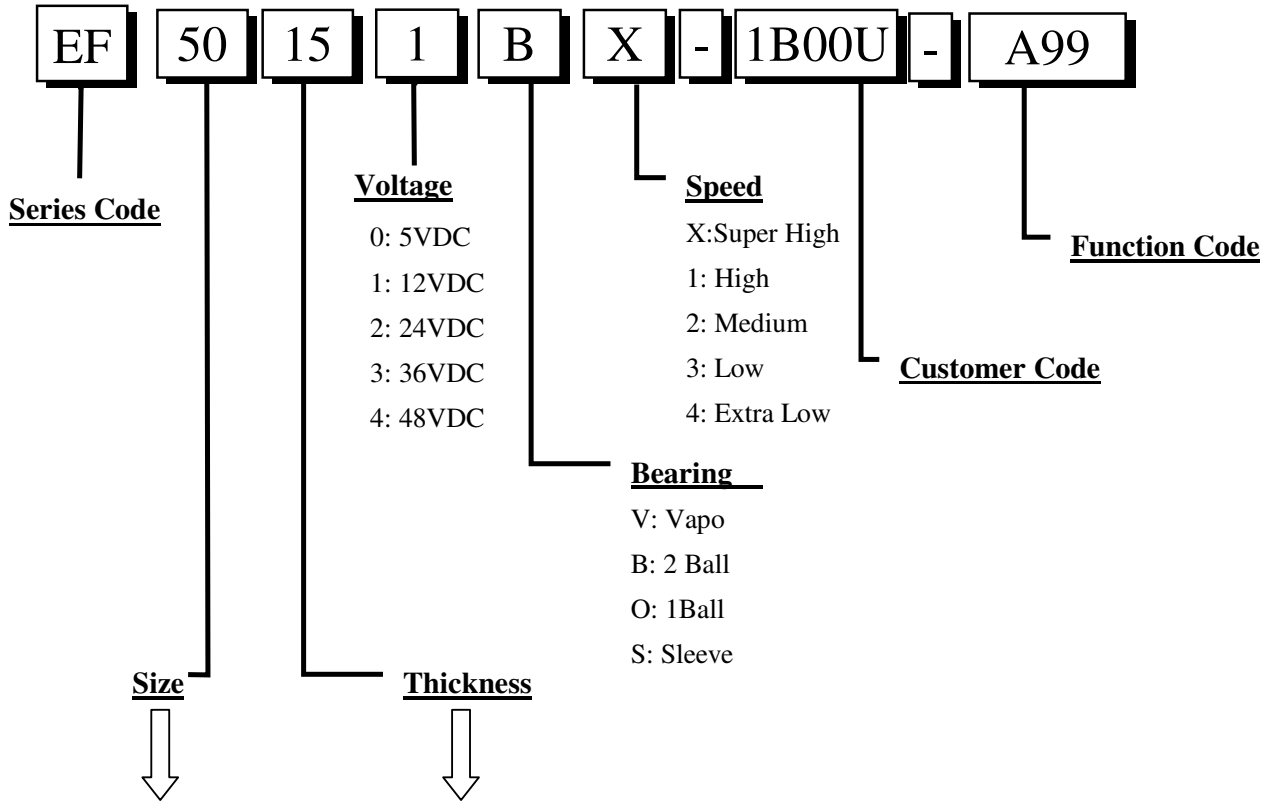 EF 50 15 1 B X - 1B00U - A99
Series Code
Voltage
0: 5VDC
1: 12VDC
2: 24VDC
3: 36VDC
4: 48VDC
Speed
X:Super High
1: High
2: Medium
3: Low
4: Extra Low
Function Code
Customer Code
Bearing
V: Vapo
B: 2 Ball
O: 1Ball
S: Sleeve
Size
Thickness